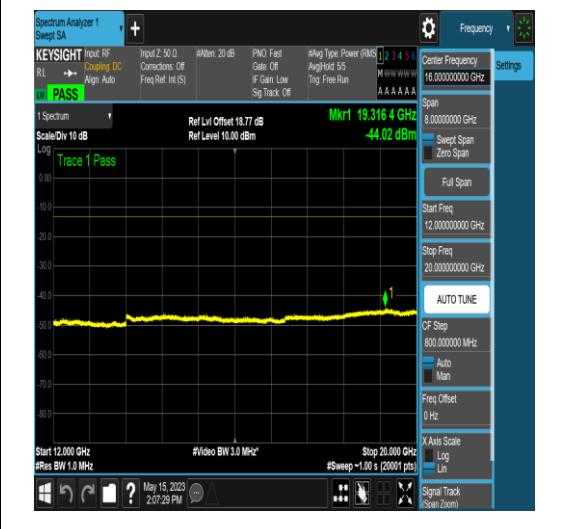 Spectrum Analyzer 1
Swept SA
Frequency
KEYSIGHT
RL
Input: RF
Coupling: DC
Align: Auto
Input Z: 50 Ω
Corrections: Off
Freq Ref: Int (S)
#Atten: 20 dB
PNO: Fast
Gate: Off
IF Gain: Low
Sig Track: Off
#Avg Type: Power (RMS
Avg|Hold: 5/5
Trig: Free Run
1 2 3 4 5 6
M W W W W W
A A A A A A
PASS
1 Spectrum
Scale/Div 10 dB
Ref Lvl Offset 18.77 dB
Ref Level 10.00 dBm
Mkr1 19.316 4 GHz
-44.02 dBm
Log
Trace 1 Pass
0.00
-10.0
-20.0
-30.0
-40.0
-50.0
-60.0
-70.0
-80.0
1
Start 12.000 GHz
#Res BW 1.0 MHz
#Video BW 3.0 MHz*
Stop 20.000 GHz
#Sweep ~1.00 s (20001 pts)
May 15, 2023
2:07:29 PM
Center Frequency
16.000000000 GHz
Settings
Span
8.00000000 GHz
Swept Span
Zero Span
Full Span
Start Freq
12.000000000 GHz
Stop Freq
20.000000000 GHz
AUTO TUNE
CF Step
800.000000 MHz
Auto
Man
Freq Offset
0 Hz
X Axis Scale
Log
Lin
Signal Track
(Span Zoom)